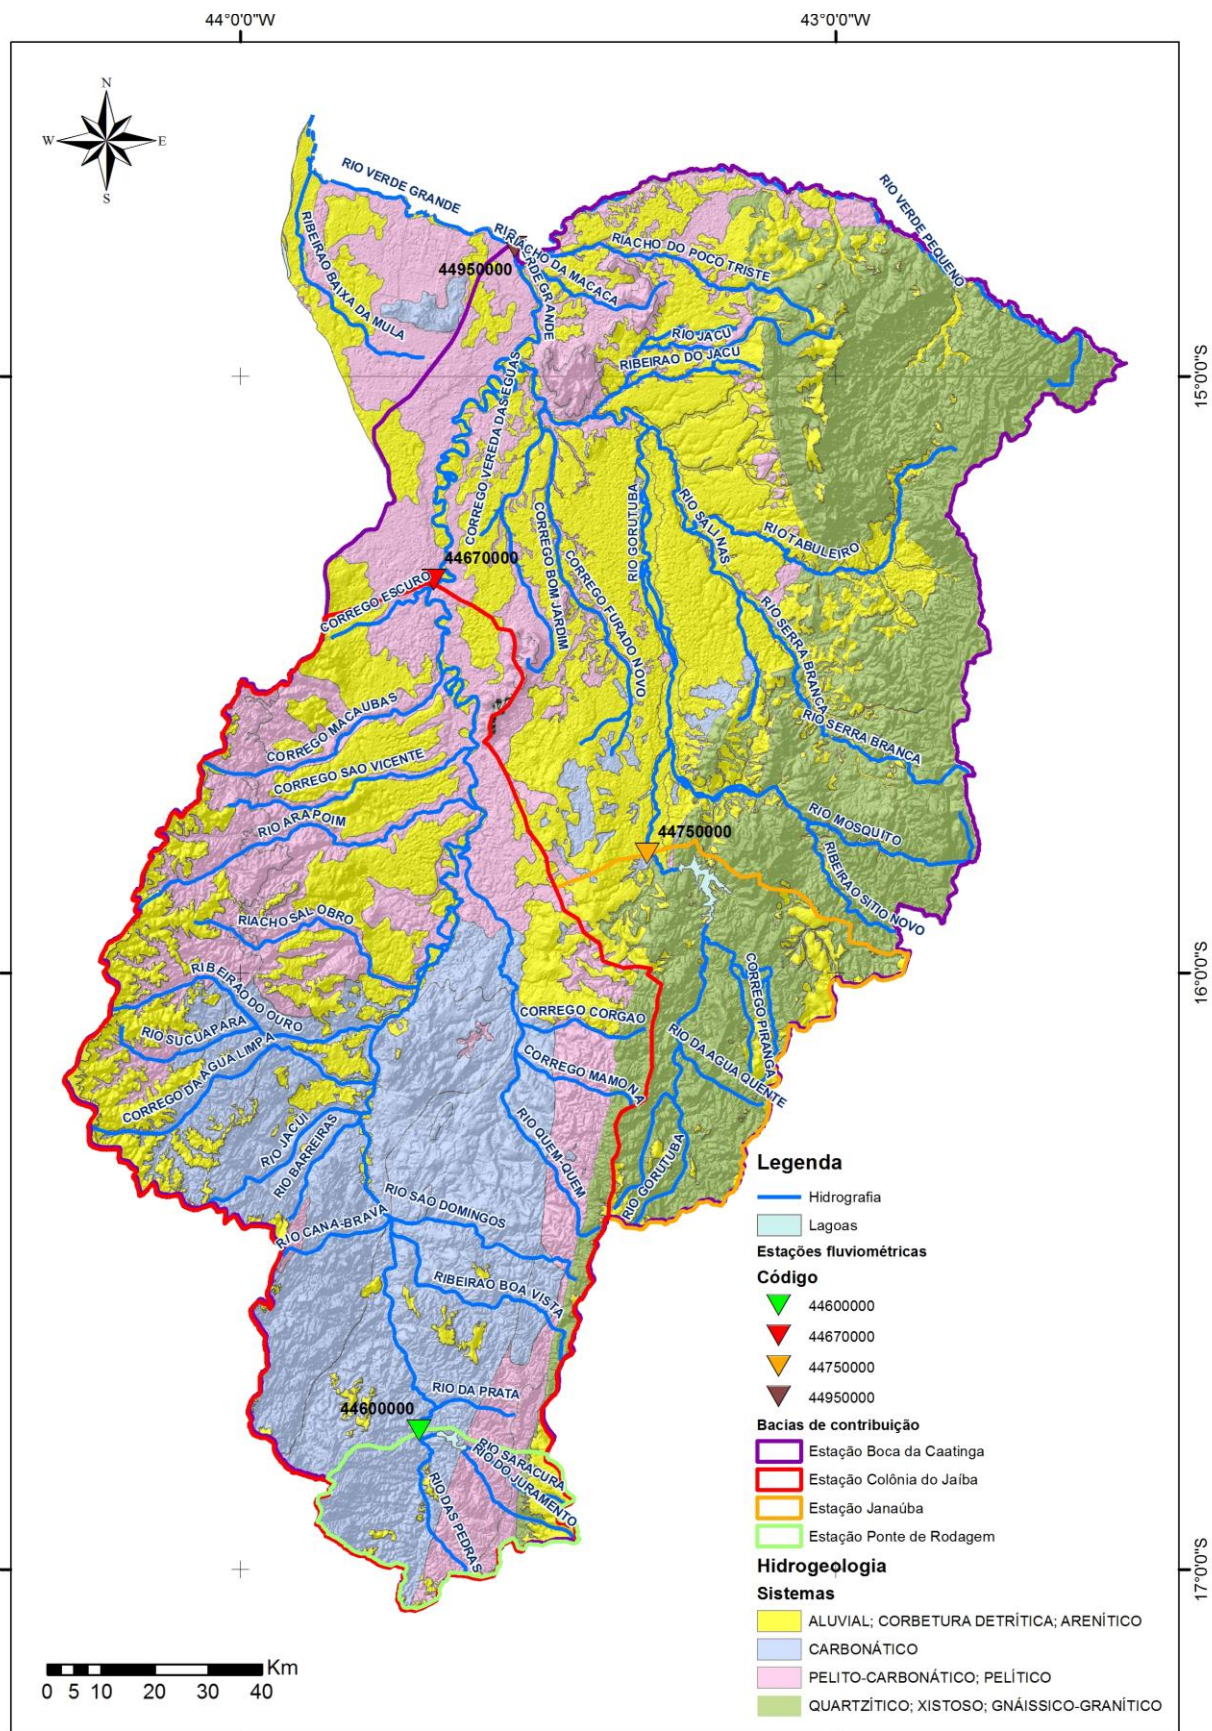 44°0'0"W
43°0'0"W
N
W
E
S
RIO VERDE GRANDE
RIO VERDE PEQUENO
RIBEIRAO BAIXA DA MULA
44950000
RIACHO DA MACACA
RIACHO DO POCO TRISTE
RIO JACU
RIBEIRAO DO JACU
15°0'0"S
CORREGO VEREDA DAS EGUAS
RIO GORUTUBA
RIO SALINAS
RIO TABULEIRO
CORREGO BOM JARDIM
CORREGO FURADO NOVO
44670000
CORREGO ESCURO
RIO SERRA BRANCA
RIO SERRA BRANCA
CORREGO MACAUBAS
CORREGO SAO VICENTE
RIO ARAPOIM
44750000
RIO MOSQUITO
RIBEIRAO SITIO NOVO
RIACHO SALOBRO
RIBEIRAO DO OURO
RIO SUCUAPARA
CORREGO DA AGUA LIMPA
16°0'0"S
CORREGO CORGAO
CORREGO PIRANGA
CORREGO MAMONA
RIO DA AGUA QUENTE
RIO JACUI
RIO BARREIRAS
RIO QUEM-QUEM
RIO GORUTUBA
RIO SAO DOMINGOS
RIO CANA-BRAVA
RIBEIRAO BOA VISTA
RIO DA PRATA
44600000
RIO SARACURA
RIO DO JURAMENTO
RIO DAS PEDRAS
17°0'0"S
Legenda
Hidrografia
Lagoas
Estações fluviométricas
Código
44600000
44670000
44750000
44950000
Bacias de contribuição
Estação Boca da Caatinga
Estação Colônia do Jaíba
Estação Janaúba
Estação Ponte de Rodagem
Hidrogeologia
Sistemas
ALUVIAL; CORBETURA DETRÍTICA; ARENÍTICO
CARBONÁTICO
PELITO-CARBONÁTICO; PELÍTICO
QUARTZÍTICO; XISTOSO; GNÁISSICO-GRANÍTICO
Km
0 5 10 20 30 40